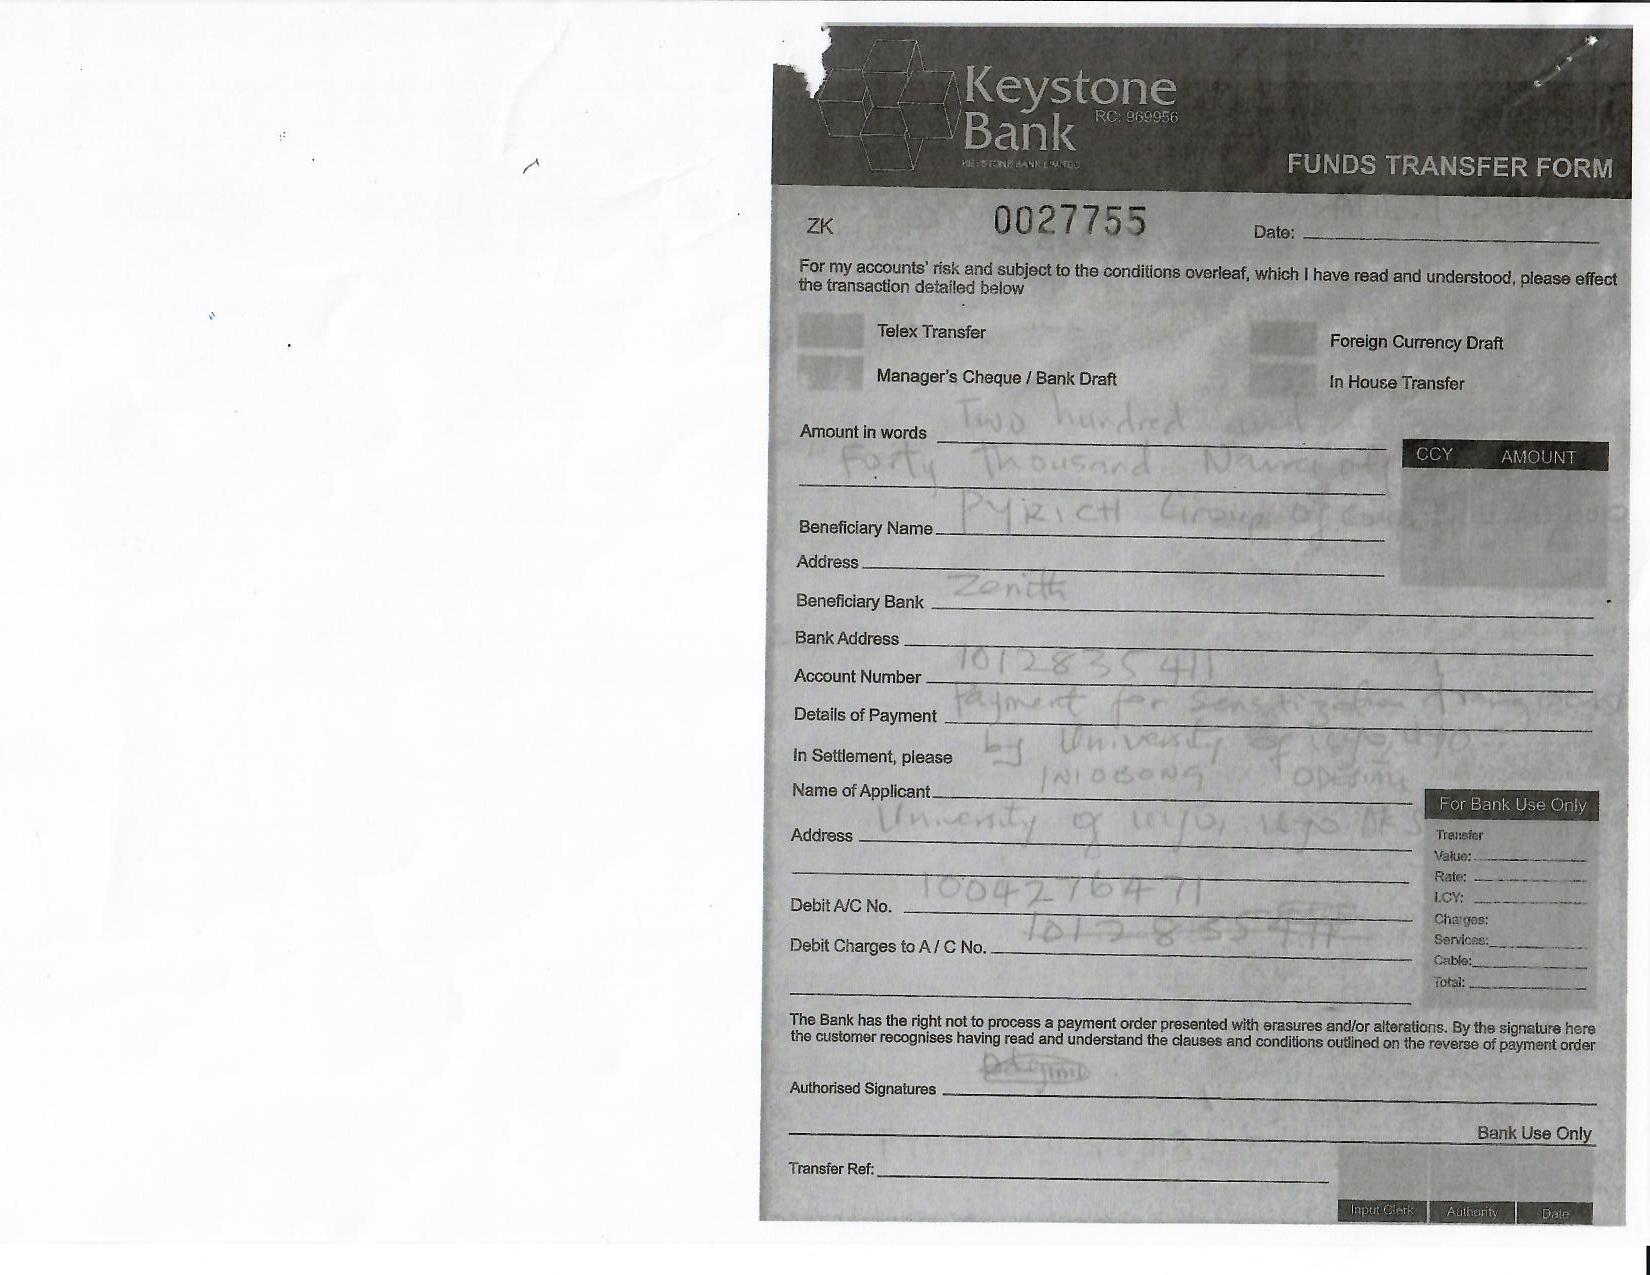 Keystone
Bank
RC: 969956
KEYSTONE BANK LIMITED
FUNDS TRANSFER FORM
ZK 0027755 Date:
For my accounts' risk and subject to the conditions overleaf, which I have read and understood, please effect
the transaction detailed below
Telex Transfer
Foreign Currency Draft
Manager's Cheque / Bank Draft
In House Transfer
Amount in words Two hundred and
Forty Thousand Naira only
CCY AMOUNT
Beneficiary Name PYRICH Group Of
Address
Beneficiary Bank Zenith
Bank Address
Account Number 1012835411
Details of Payment Payment for Sensitization
by University of Uyo, Uyo
In Settlement, please
Name of Applicant INIOBONG
Address University of Uyo, Uyo. AKS
For Bank Use Only
Transfer
Value:
Rate:
LCY:
Charges:
Services:
Cable:
Total:
Debit A/C No. 1004276471
Debit Charges to A / C No.
The Bank has the right not to process a payment order presented with erasures and/or alterations. By the signature here
the customer recognises having read and understand the clauses and conditions outlined on the reverse of payment order
Authorised Signatures
Bank Use Only
Transfer Ref:
Input Clerk Authority Date